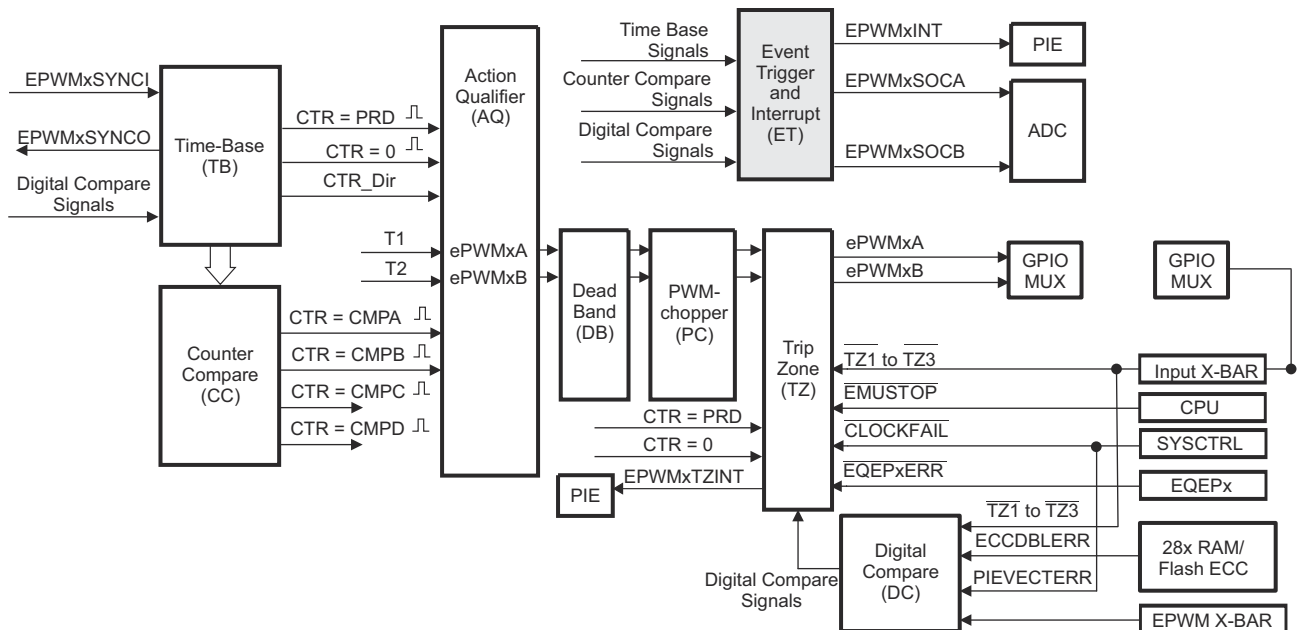 EPWMxSYNCI
EPWMxSYNCO
Digital Compare
Signals
Time-Base
(TB)
CTR = PRD
CTR = 0
CTR_Dir
T1
T2
Action
Qualifier
(AQ)
ePWMxA
ePWMxB
Counter
Compare
(CC)
CTR = CMPA
CTR = CMPB
CTR = CMPC
CTR = CMPD
Time Base
Signals
Counter Compare
Signals
Digital Compare
Signals
Event
Trigger
and
Interrupt
(ET)
EPWMxINT
EPWMxSOCA
EPWMxSOCB
PIE
ADC
Dead
Band
(DB)
PWM-
chopper
(PC)
Trip
Zone
(TZ)
ePWMxA
ePWMxB
GPIO
MUX
GPIO
MUX
TZ1 to TZ3
Input X-BAR
EMUSTOP
CPU
CLOCKFAIL
SYSCTRL
EQEPxERR
EQEPx
CTR = PRD
CTR = 0
EPWMxTZINT
PIE
TZ1 to TZ3
ECCDBLERR
28x RAM/
Flash ECC
PIEVECTERR
Digital
Compare
(DC)
Digital Compare
Signals
EPWM X-BAR